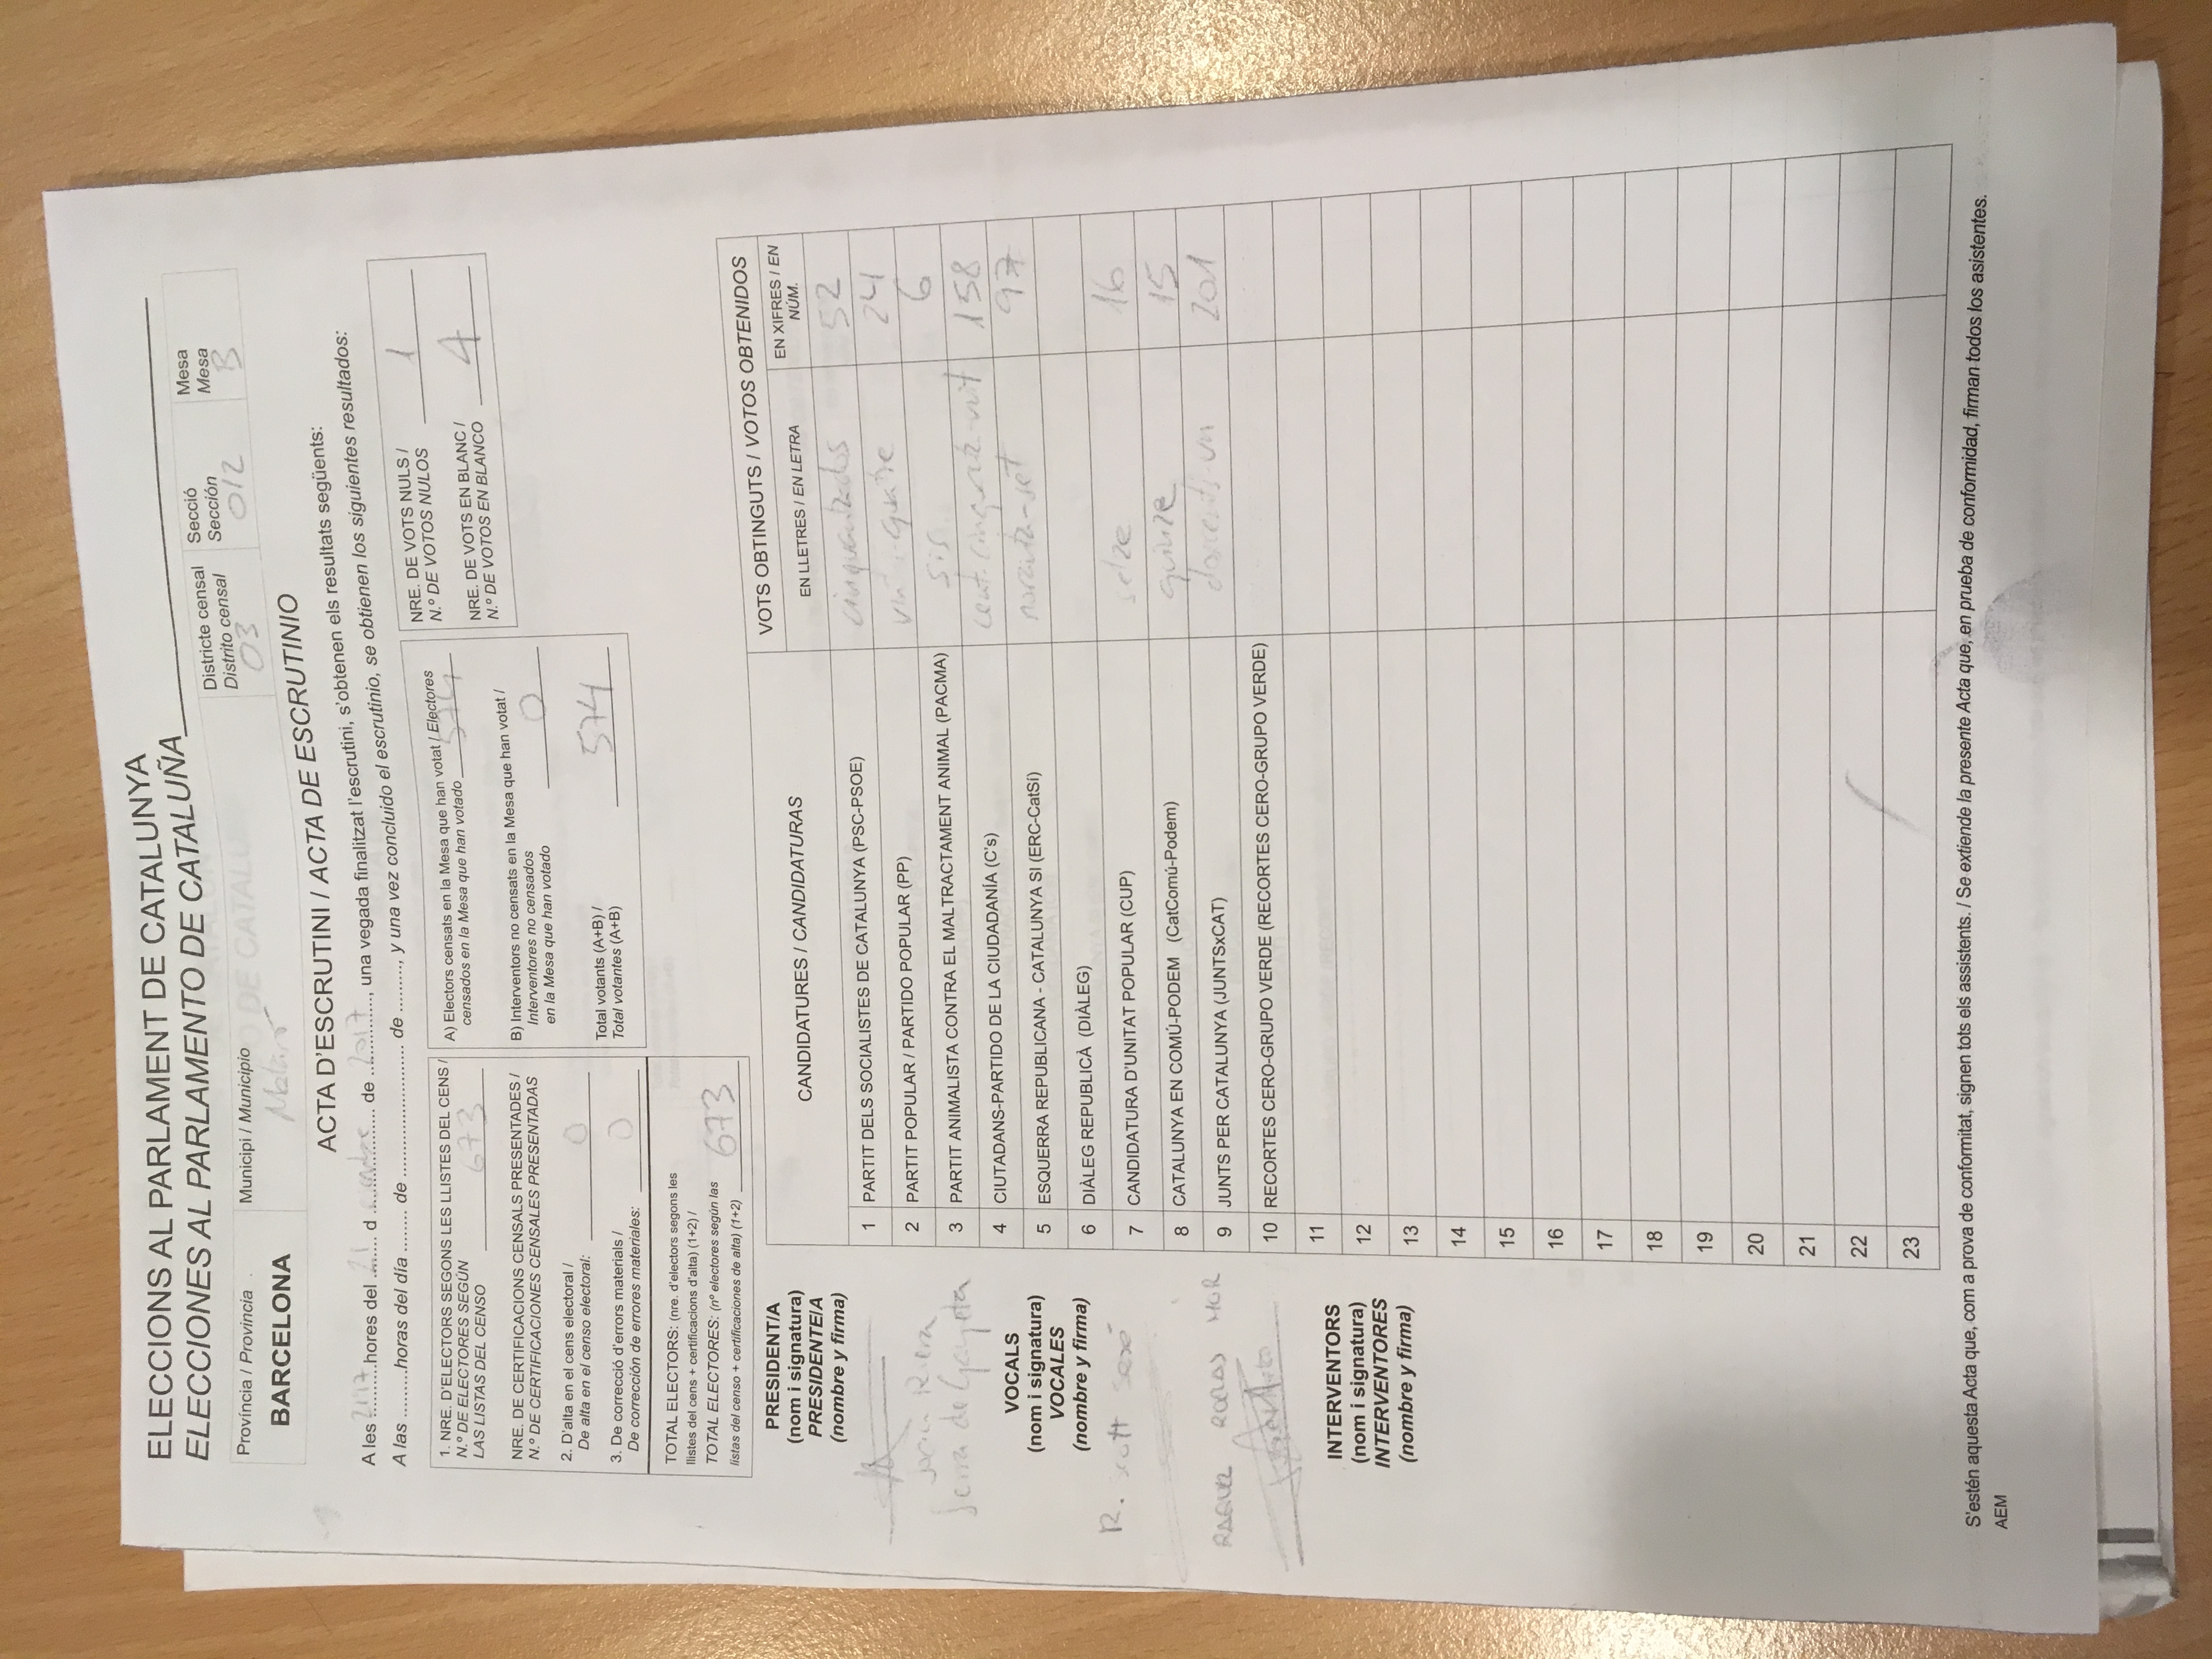 ELECCIONS AL PARLAMENT DE CATALUNYA
ELECCIONES AL PARLAMENTO DE CATALUÑA
Província / Provincia
BARCELONA
Municipi / Municipio
Mataró
Districte censal
Distrito censal
03
Secció
Sección
012
Mesa
Mesa
B
ACTA D'ESCRUTINI / ACTA DE ESCRUTINIO
A les ..........hores del 21 d ................ de 2017, una vegada finalitzat l'escrutini, s'obtenen els resultats següents:
A las ..........horas del día ........ de ...................... de .........., y una vez concluido el escrutinio, se obtienen los siguientes resultados:
1. NRE. D'ELECTORS SEGONS LES LLISTES DEL CENS /
N.º DE ELECTORES SEGÚN
LAS LISTAS DEL CENSO 673
NRE. DE CERTIFICACIONS CENSALS PRESENTADES /
N.º DE CERTIFICACIONES CENSALES PRESENTADAS
2. D'alta en el cens electoral /
De alta en el censo electoral: 0
3. De correcció d'errors materials /
De corrección de errores materiales: 0
TOTAL ELECTORS: (nre. d'electors segons les
llistes del cens + certificacions d'alta) (1+2) /
TOTAL ELECTORES: (nº electores según las
listas del censo + certificaciones de alta) (1+2) 673
A) Electors censats en la Mesa que han votat / Electores
censados en la Mesa que han votado 574
B) Interventors no censats en la Mesa que han votat /
Interventores no censados
en la Mesa que han votado 0
Total votants (A+B) /
Total votantes (A+B) 574
NRE. DE VOTS NULS /
N.º DE VOTOS NULOS 1
NRE. DE VOTS EN BLANC /
N.º DE VOTOS EN BLANCO 4
CANDIDATURES / CANDIDATURAS
VOTS OBTINGUTS / VOTOS OBTENIDOS
EN LLETRES / EN LETRA
EN XIFRES / EN NÚM.
1 PARTIT DELS SOCIALISTES DE CATALUNYA (PSC-PSOE) cinquantados 52
2 PARTIT POPULAR / PARTIDO POPULAR (PP) vint-i-quatre 24
3 PARTIT ANIMALISTA CONTRA EL MALTRACTAMENT ANIMAL (PACMA) sis 6
4 CIUTADANS-PARTIDO DE LA CIUDADANÍA (C's) cent cinquanta-vuit 158
5 ESQUERRA REPUBLICANA - CATALUNYA SI (ERC-CatSí) noranta-set 97
6 DIÀLEG REPUBLICÀ (DIÀLEG)
7 CANDIDATURA D'UNITAT POPULAR (CUP) setze 16
8 CATALUNYA EN COMÚ-PODEM (CatComú-Podem) quinze 15
9 JUNTS PER CATALUNYA (JUNTSxCAT) doscents-un 201
10 RECORTES CERO-GRUPO VERDE (RECORTES CERO-GRUPO VERDE)
11
12
13
14
15
16
17
18
19
20
21
22
23
PRESIDENT/A
(nom i signatura)
PRESIDENTE/A
(nombre y firma)
Riera
Serra de Gayeta
VOCALS
(nom i signatura)
VOCALES
(nombre y firma)
R.
RAQUEL RODAS MOR
INTERVENTORS
(nom i signatura)
INTERVENTORES
(nombre y firma)
S'estén aquesta Acta que, com a prova de conformitat, signen tots els assistents. / Se extiende la presente Acta que, en prueba de conformidad, firman todos los asistentes.
AEM